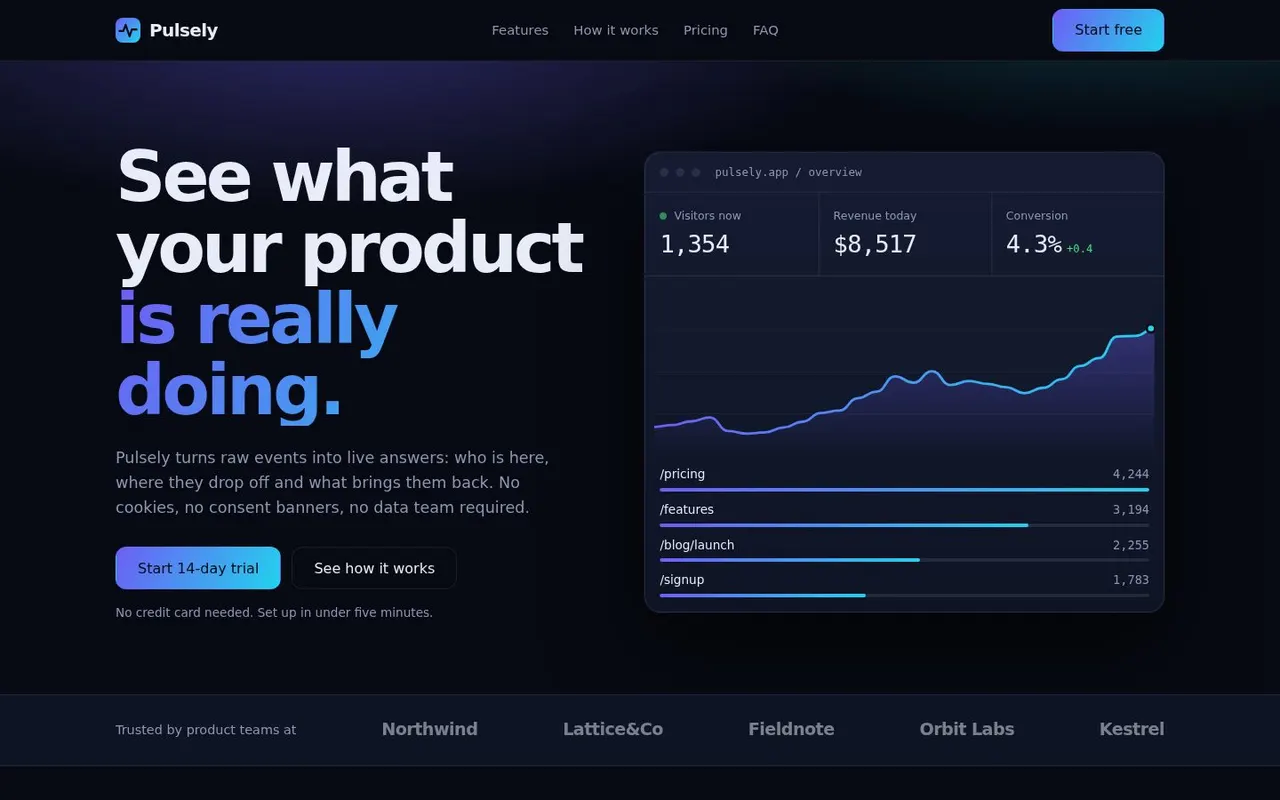 Pulsely
Features
How it works
Pricing
FAQ
Start free
See what
your product
is really
doing.
Pulsely turns raw events into live answers: who is here,
where they drop off and what brings them back. No
cookies, no consent banners, no data team required.
Start 14-day trial
See how it works
No credit card needed. Set up in under five minutes.
pulsely.app / overview
Visitors now
1,354
Revenue today
$8,517
Conversion
4.3% +0.4
/pricing 4,244
/features 3,194
/blog/launch 2,255
/signup 1,783
Trusted by product teams at
Northwind
Lattice&Co
Fieldnote
Orbit Labs
Kestrel